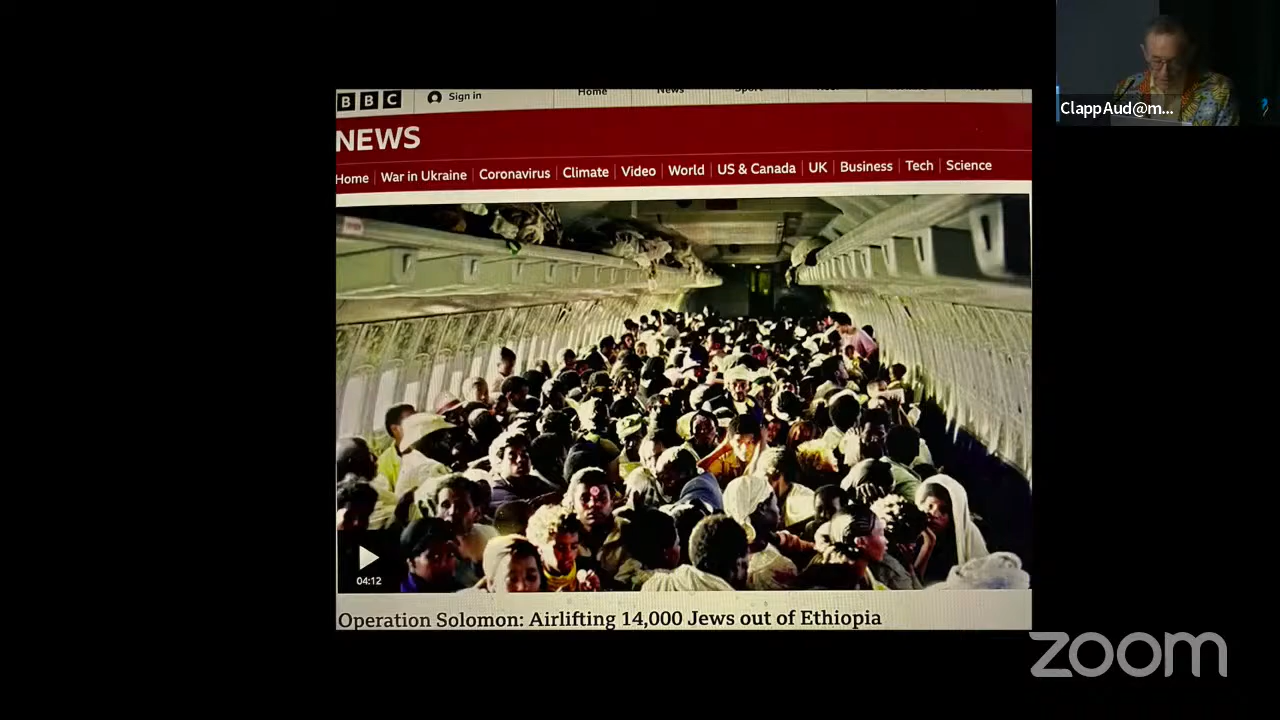 BBC
Sign in
Home
News
Sport
NEWS
Home
War in Ukraine
Coronavirus
Climate
Video
World
US & Canada
UK
Business
Tech
Science
04:12
Operation Solomon: Airlifting 14,000 Jews out of Ethiopia
ClappAud@m...
zoom